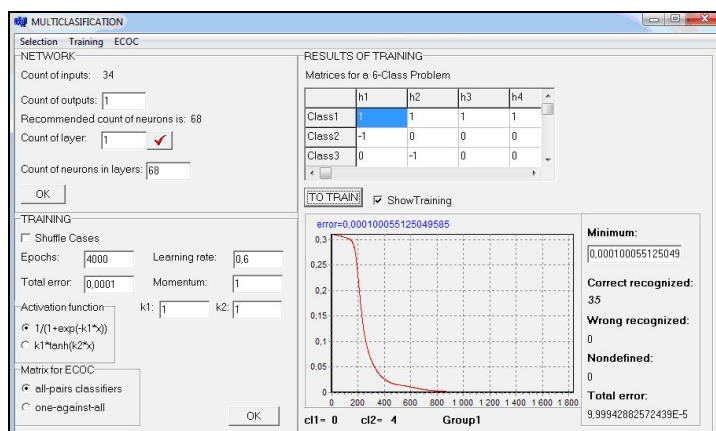 MULTICLASIFICATION
Selection Training ECOC
NETWORK
Count of inputs: 34
Count of outputs: 1
Recommended count of neurons is: 68
Count of layer: 1
Count of neurons in layers: 68
OK
TRAINING
Shuffle Cases
Epochs: 4000 Learning rate: 0,6
Total error: 0,0001 Momentum: 1
Activation function k1: 1 k2: 1
1/(1+exp(-k1*x))
k1*tanh(k2*x)
Matrix for ECOC
all-pairs classifiers
one-against-all
OK
RESULTS OF TRAINING
Matrices for a 6-Class Problem
h1 h2 h3 h4
Class1 1 1 1 1
Class2 -1 0 0 0
Class3 0 -1 0 0
TO TRAIN ShowTraining
error=0,000100055125049585
0,3
0,25
0,2
0,15
0,1
0,05
0
0 200 400 600 800 1 000 1 200 1 400 1 600 1 800
cl1= 0 cl2= 4 Group1
Minimum:
0,000100055125049
Correct recognized:
35
Wrong recognized:
0
Nondefined:
0
Total error:
9,99942882572439E-5